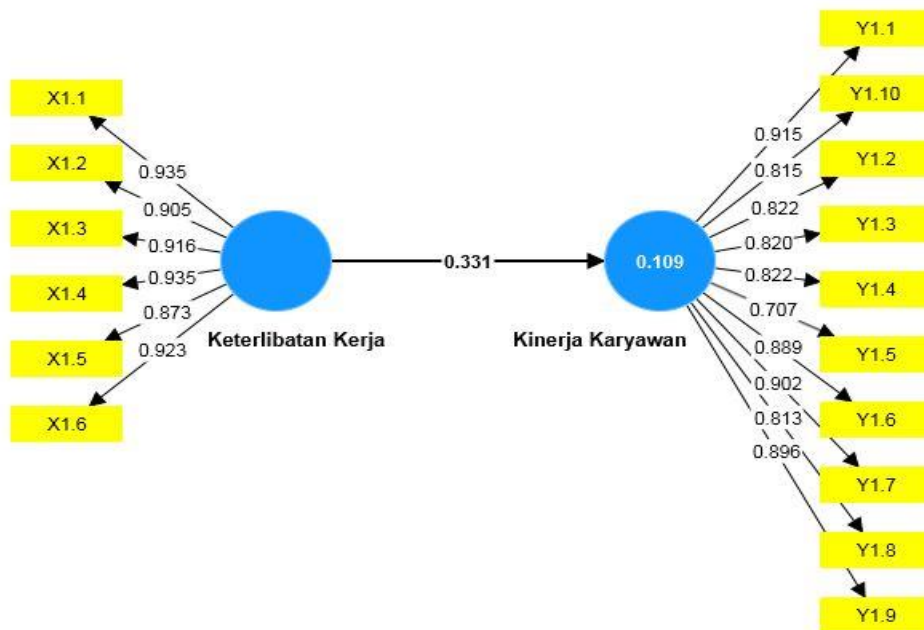 X1.1
X1.2
X1.3
X1.4
X1.5
X1.6
0.935
0.905
0.916
0.935
0.873
0.923
Keterlibatan Kerja
0.331
0.109
Kinerja Karyawan
0.915
0.815
0.822
0.820
0.822
0.707
0.889
0.902
0.813
0.896
Y1.1
Y1.10
Y1.2
Y1.3
Y1.4
Y1.5
Y1.6
Y1.7
Y1.8
Y1.9